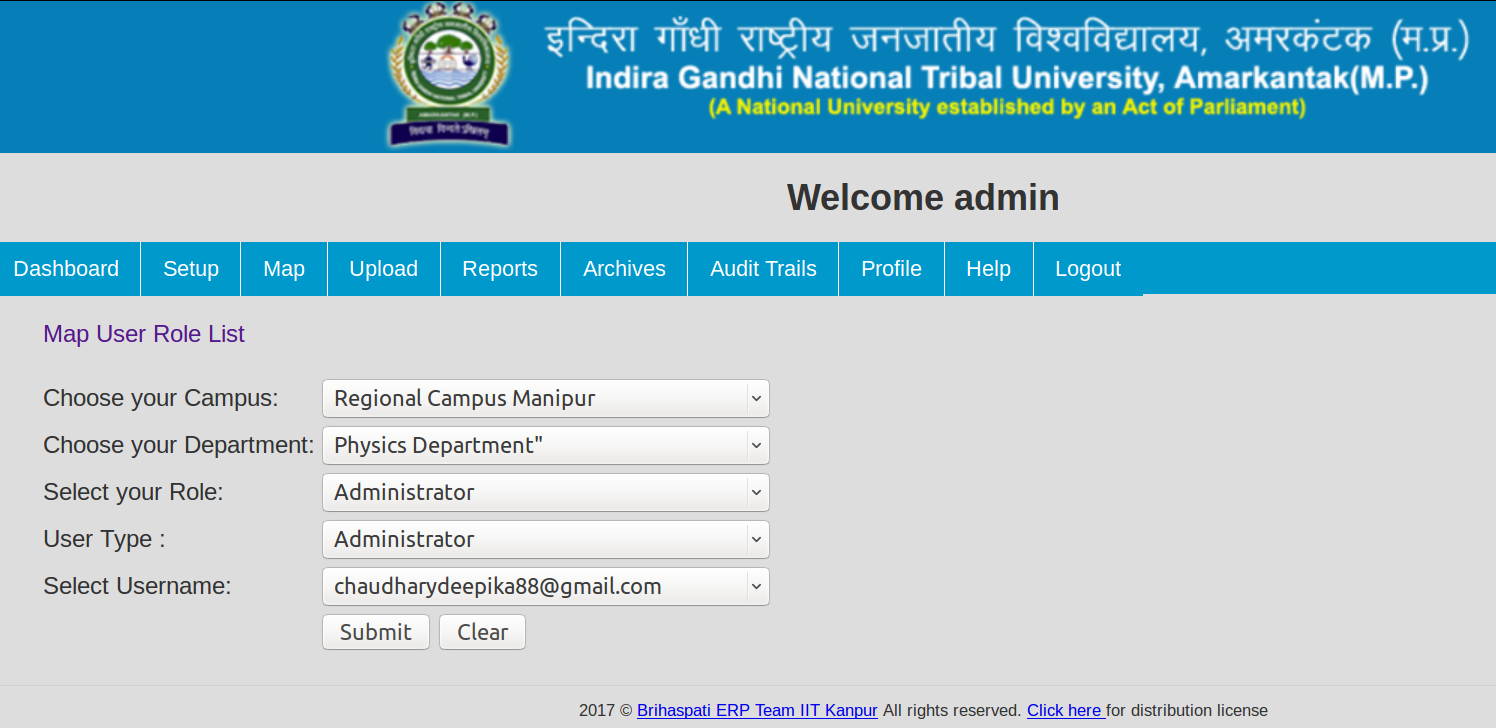 इन्दिरा गाँधी राष्ट्रीय जनजातीय विश्वविद्यालय, अमरकंटक (म.प्र.)
Indira Gandhi National Tribal University, Amarkantak(M.P.)
(A National University established by an Act of Parliament)
Welcome admin
Dashboard Setup Map Upload Reports Archives Audit Trails Profile Help Logout
Map User Role List
Choose your Campus: Regional Campus Manipur
Choose your Department: Physics Department"
Select your Role: Administrator
User Type : Administrator
Select Username: chaudharydeepika88@gmail.com
Submit Clear
2017 © Brihaspati ERP Team IIT Kanpur All rights reserved. Click here for distribution license